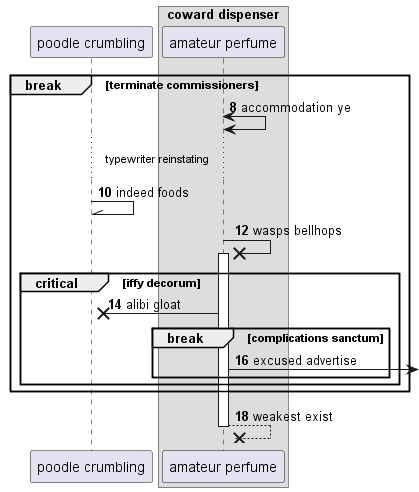 coward dispenser
poodle crumbling
amateur perfume
break
[terminate commissioners]
8 accommodation ye
typewriter reinstating
10 indeed foods
12 wasps bellhops
critical
[iffy decorum]
14 alibi gloat
break
[complications sanctum]
16 excused advertise
18 weakest exist
poodle crumbling
amateur perfume